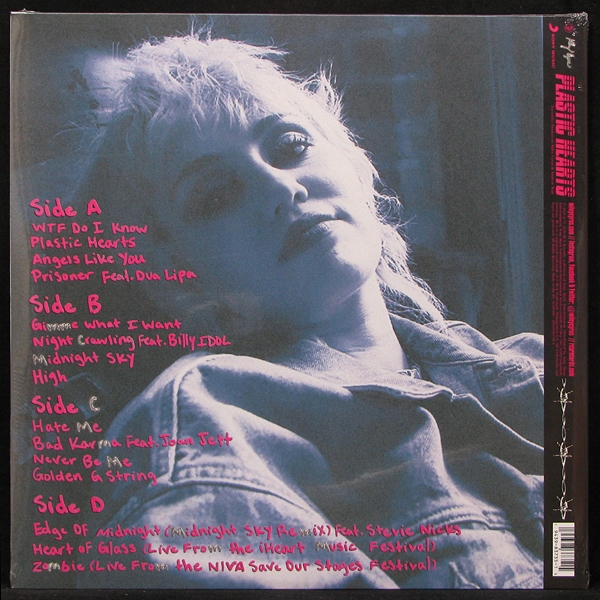 Side A
WTF Do I Know
Plastic Hearts
Angels Like You
Prisoner Feat. Dua Lipa
Side B
Gimme What I Want
Night Crawling Feat. Billy IDOL
Midnight SKY
High
Side C
Hate Me
Bad Karma Feat. Joan Jett
Never Be Me
Golden G String
Side D
Edge OF Midnight (Midnight SKY RemiX) Feat. Stevie Nicks
Heart of Glass (Live From the iHeart Music Festival)
Zombie (Live From the NIVA Save Our Stages Festival)
PLASTIC HEARTS